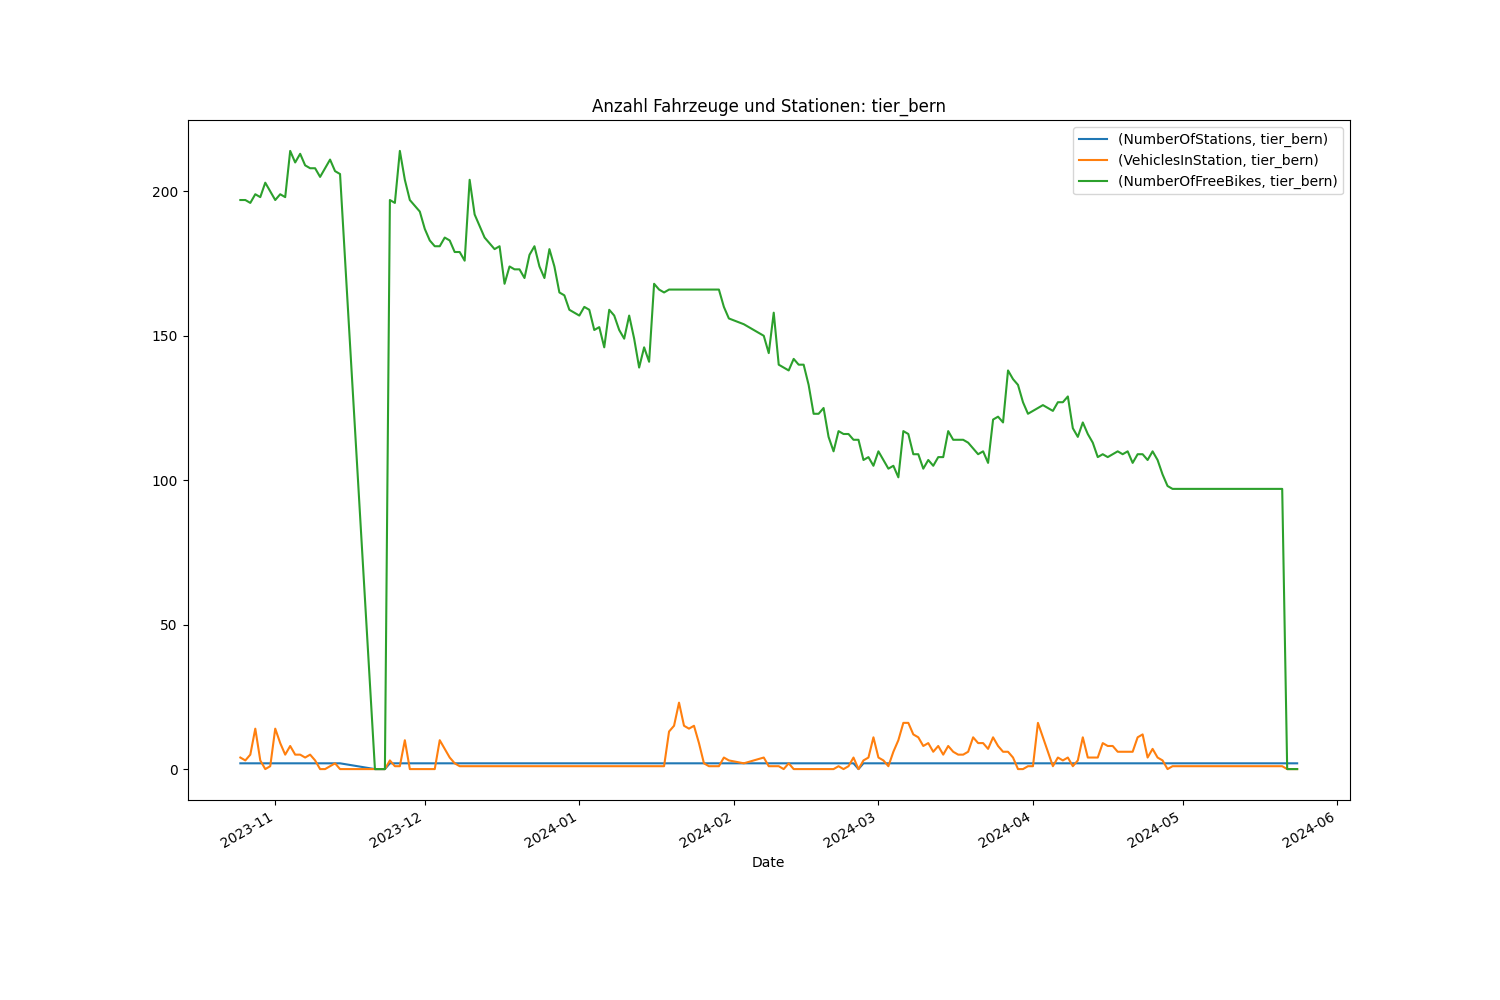 Anzahl Fahrzeuge und Stationen: tier_bern
(NumberOfStations, tier_bern)
(VehiclesInStation, tier_bern)
(NumberOfFreeBikes, tier_bern)
200
150
100
50
0
2023-11
2023-12
2024-01
2024-02
2024-03
2024-04
2024-05
2024-06
Date